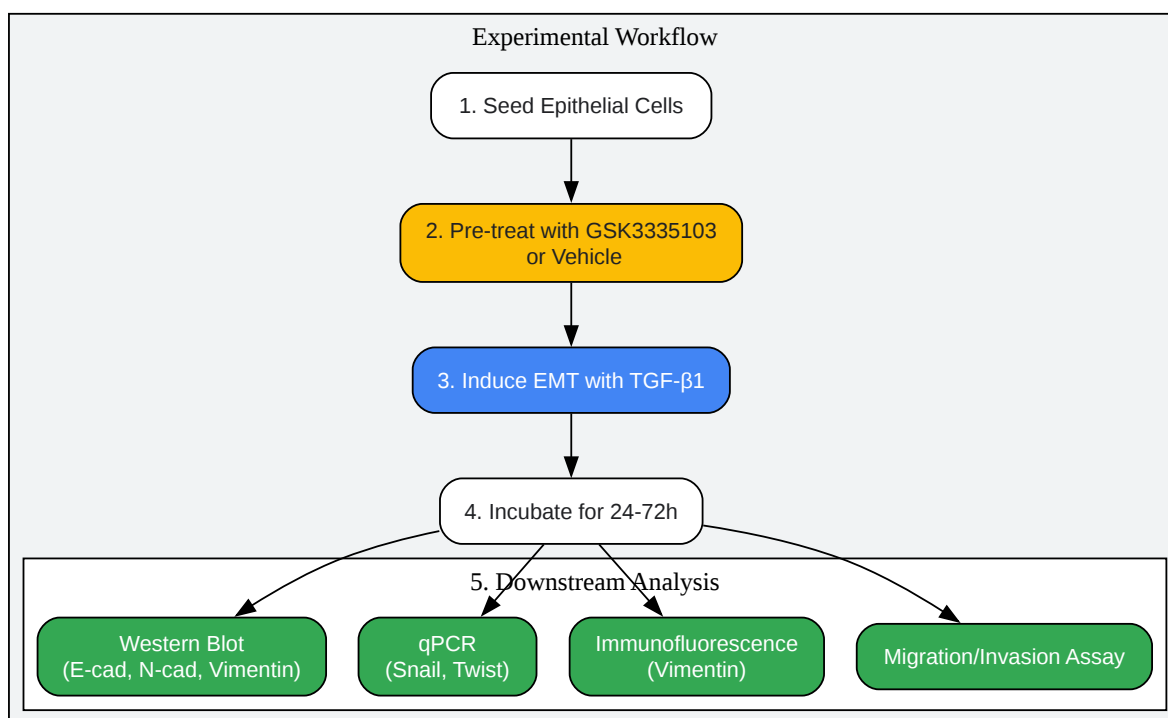 Experimental Workflow
1. Seed Epithelial Cells
2. Pre-treat with GSK3335103
or Vehicle
3. Induce EMT with TGF-β1
4. Incubate for 24-72h
5. Downstream Analysis
Western Blot
(E-cad, N-cad, Vimentin)
qPCR
(Snail, Twist)
Immunofluorescence
(Vimentin)
Migration/Invasion Assay